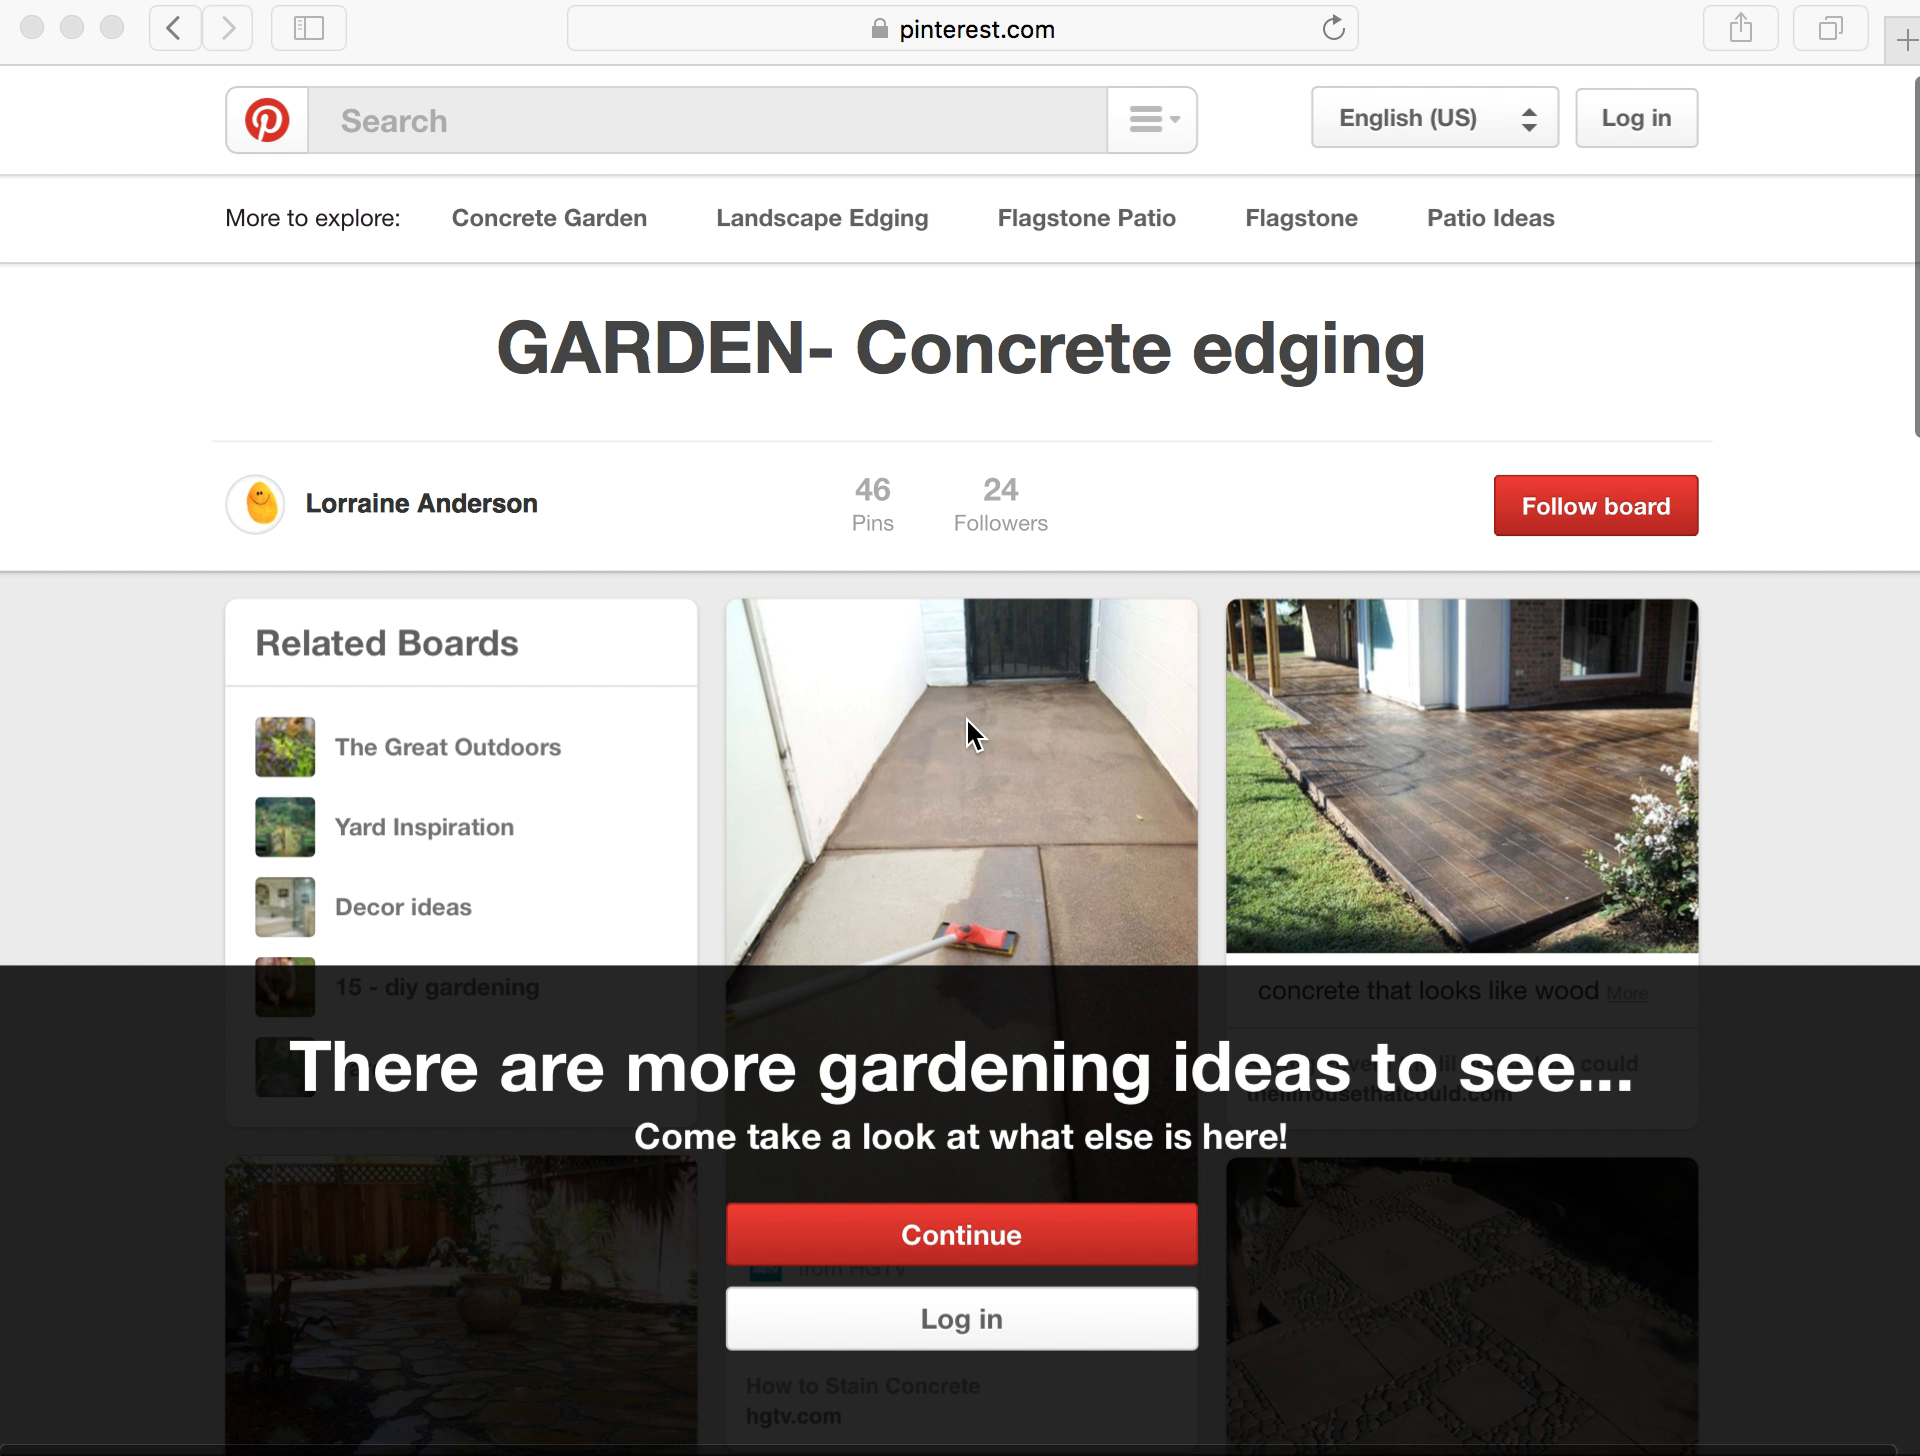 pinterest.com
Search
English (US)
Log in
More to explore: Concrete Garden Landscape Edging Flagstone Patio Flagstone Patio Ideas
GARDEN- Concrete edging
Lorraine Anderson
46
Pins
24
Followers
Follow board
Related Boards
The Great Outdoors
Yard Inspiration
Decor ideas
15 - diy gardening
concrete that looks like wood More
could
thelilhousethatcould.com
There are more gardening ideas to see...
Come take a look at what else is here!
Continue
from HGTV
Log in
How to Stain Concrete
hgtv.com